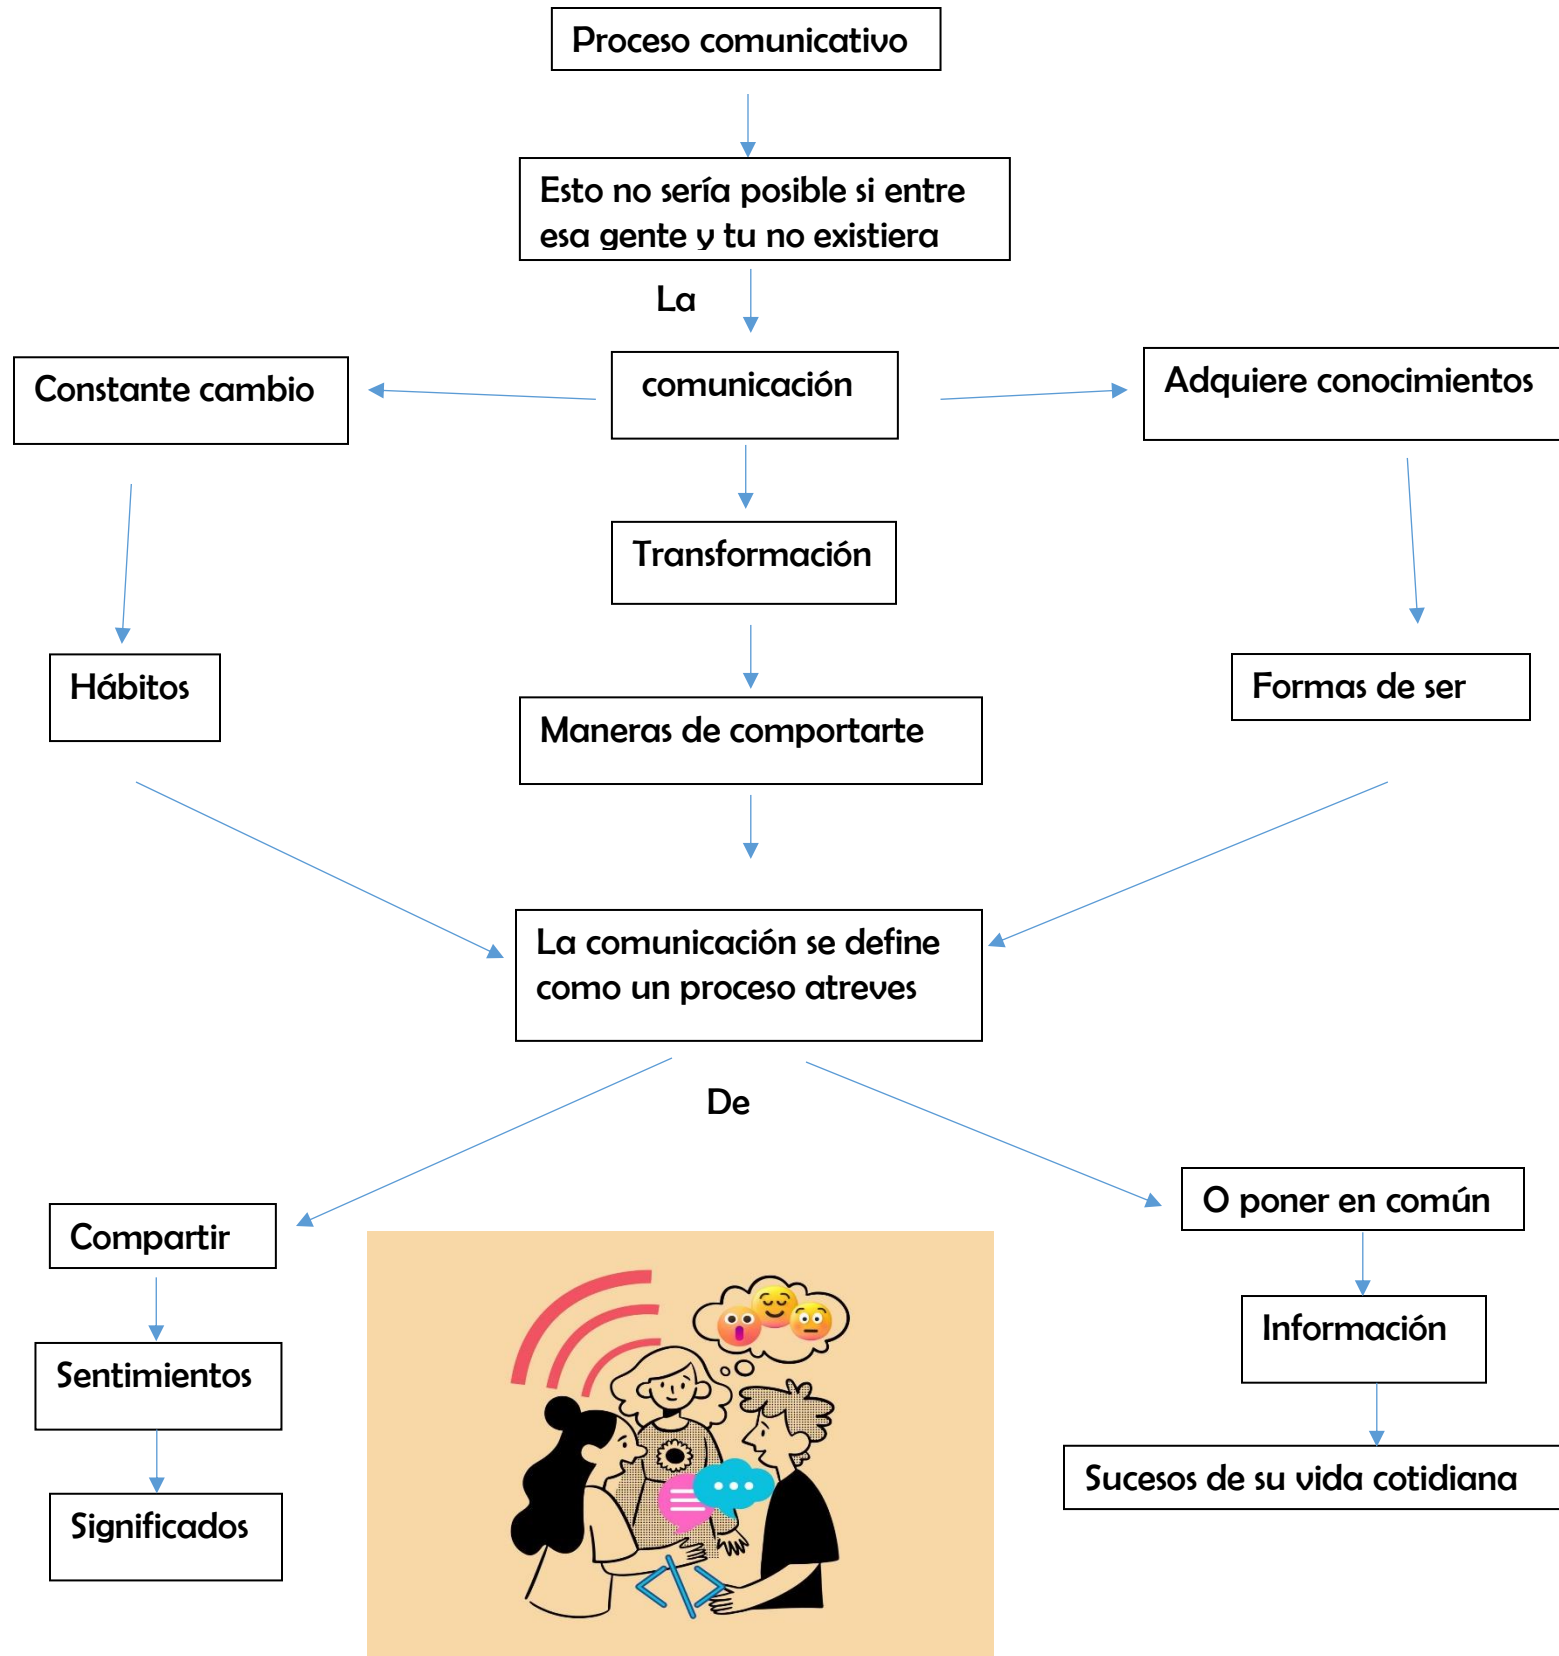 Proceso comunicativo
Esto no sería posible si entre
esa gente y tu no existiera
La
Constante cambio
comunicación
Adquiere conocimientos
Transformación
Hábitos
Maneras de comportarte
Formas de ser
La comunicación se define
como un proceso atreves
De
Compartir
O poner en común
Sentimientos
Información
Significados
Sucesos de su vida cotidiana